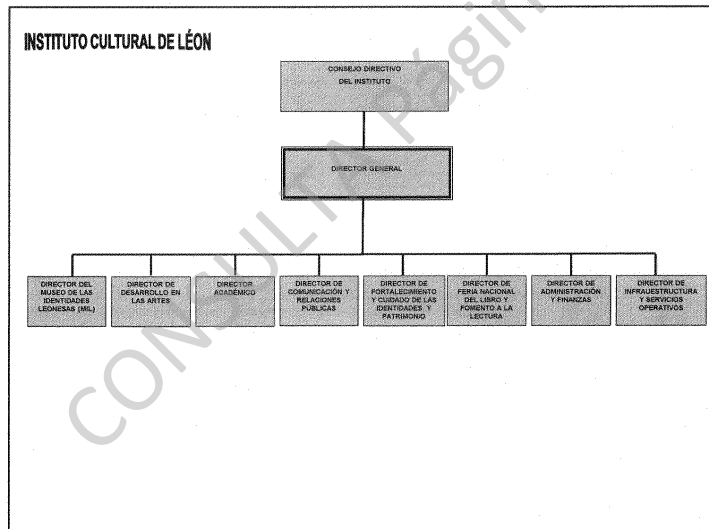 INSTITUTO CULTURAL DE LÉON
CONSEJO DIRECTIVO
DEL INSTITUTO
DIRECTOR GENERAL
DIRECTOR DEL
MUSEO DE LAS
IDENTIDADES
LEONESAS (MIL)
DIRECTOR DE
DESARROLLO EN
LAS ARTES
DIRECTOR
ACADÉMICO
DIRECTOR DE
COMUNICACIÓN Y
RELACIONES
PÚBLICAS
DIRECTOR DE
FORTALECIMIENTO
Y CUIDADO DE LAS
IDENTIDADES Y
PATRIMONIO
DIRECTOR DE
FERIA NACIONAL
DEL LIBRO Y
FOMENTO A LA
LECTURA
DIRECTOR DE
ADMINISTRACIÓN
Y FINANZAS
DIRECTOR DE
INFRAUESTRUCTURA
Y SERVICIOS
OPERATIVOS
CONSULTA Págin